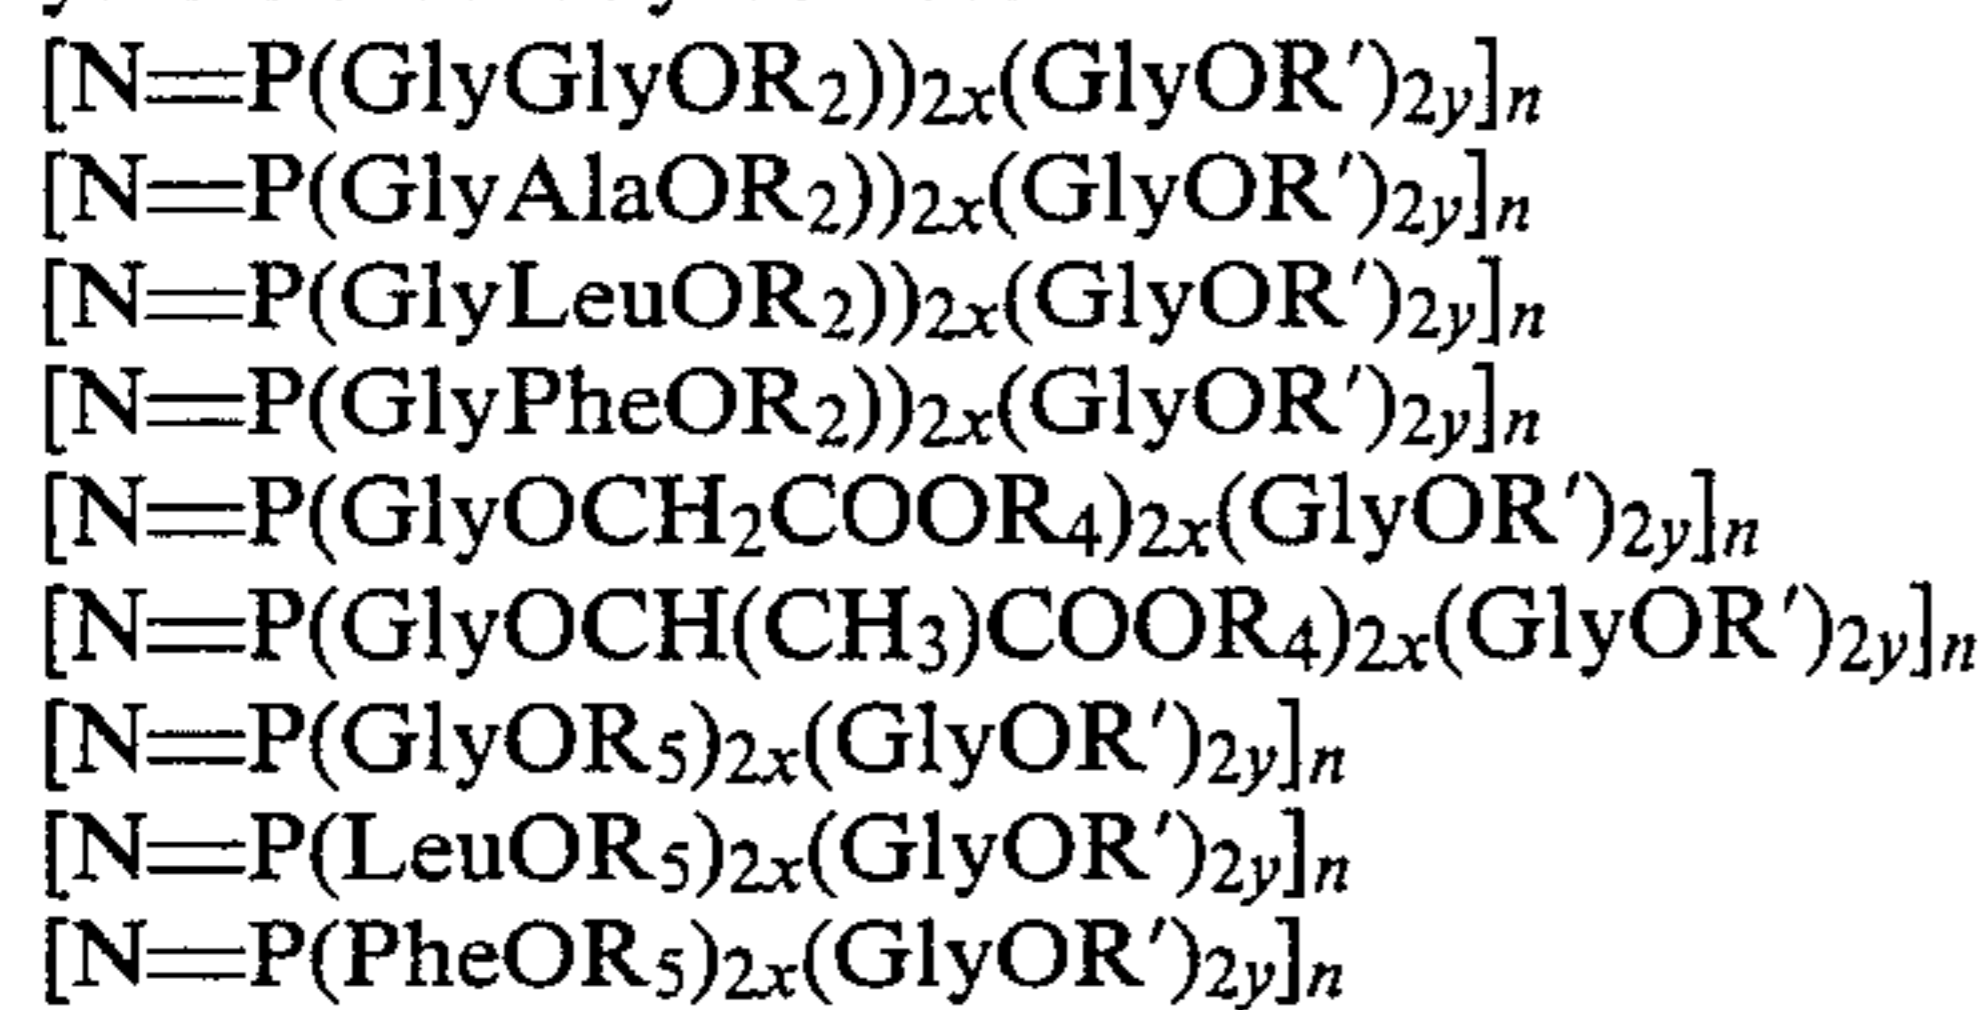 [N=P(GlyGlyOR₂))₂ₓ(GlyOR′)₂y]ₙ
[N=P(GlyAlaOR₂))₂ₓ(GlyOR′)₂y]ₙ
[N=P(GlyLeuOR₂))₂ₓ(GlyOR′)₂y]ₙ
[N=P(GlyPheOR₂))₂ₓ(GlyOR′)₂y]ₙ
[N=P(GlyOCH₂COOR₄)₂ₓ(GlyOR′)₂y]ₙ
[N=P(GlyOCH(CH₃)COOR₄)₂ₓ(GlyOR′)₂y]ₙ
[N=P(GlyOR₅)₂ₓ(GlyOR′)₂y]ₙ
[N=P(LeuOR₅)₂ₓ(GlyOR′)₂y]ₙ
[N=P(PheOR₅)₂ₓ(GlyOR′)₂y]ₙ